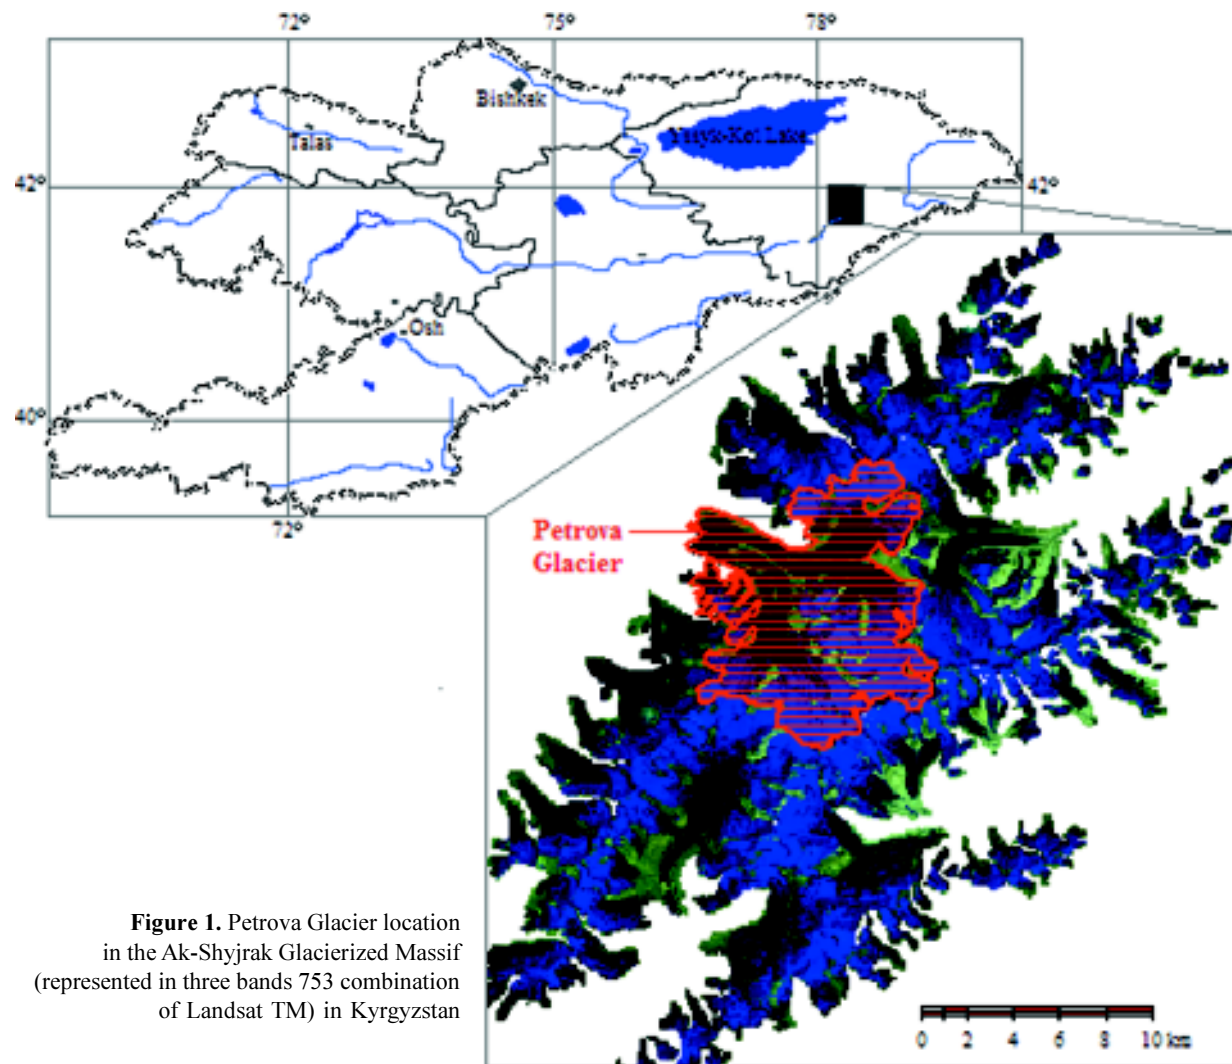 72° 75° 78°
Bishkek
Talas
Yssyk-Kol Lake
42° 42°
Osh
40°
72°
Petrova
Glacier
Figure 1. Petrova Glacier location
in the Ak-Shyjrak Glacierized Massif
(represented in three bands 753 combination
of Landsat TM) in Kyrgyzstan
0 2 4 6 8 10 km